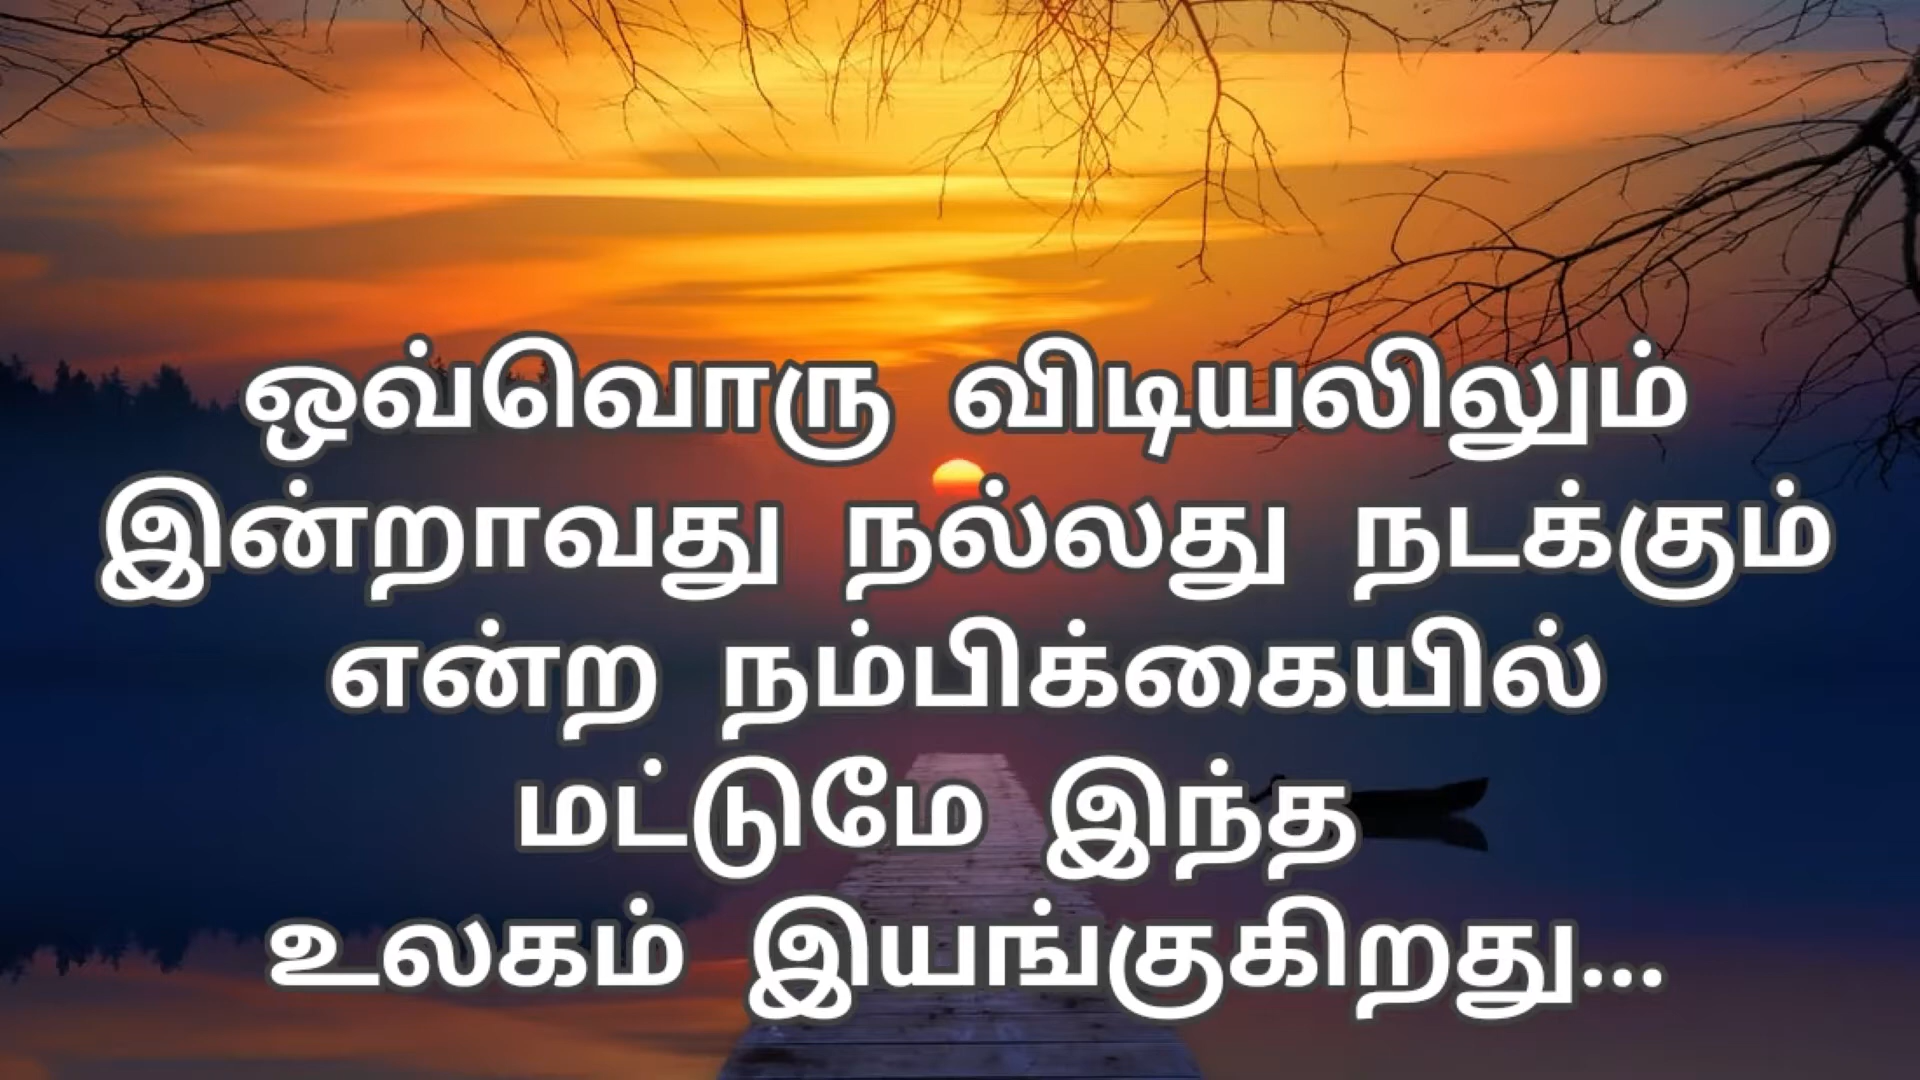 ஒவ்வொரு விடியலிலும்
இன்றாவது நல்லது நடக்கும்
என்ற நம்பிக்கையில்
மட்டுமே இந்த
உலகம் இயங்குகிறது...